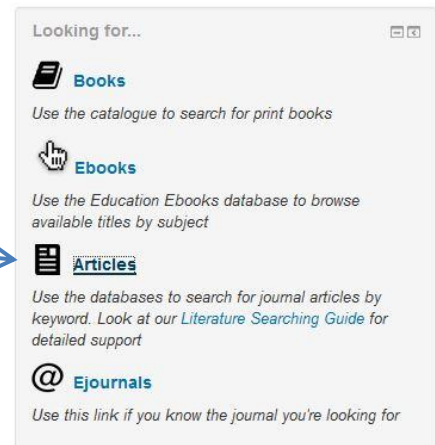 Looking for...
Books
Use the catalogue to search for print books
Ebooks
Use the Education Ebooks database to browse
available titles by subject
Articles
Use the databases to search for journal articles by
keyword. Look at our Literature Searching Guide for
detailed support
@ Ejournals
Use this link if you know the journal you're looking for